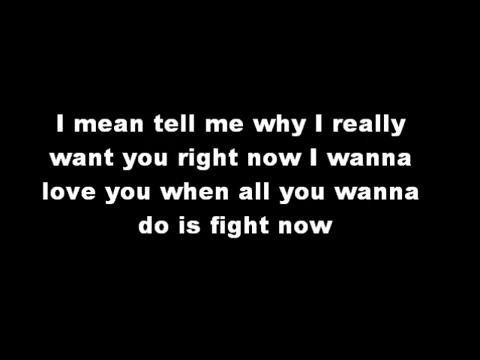 I mean tell me why I really
want you right now I wanna
love you when all you wanna
do is fight now